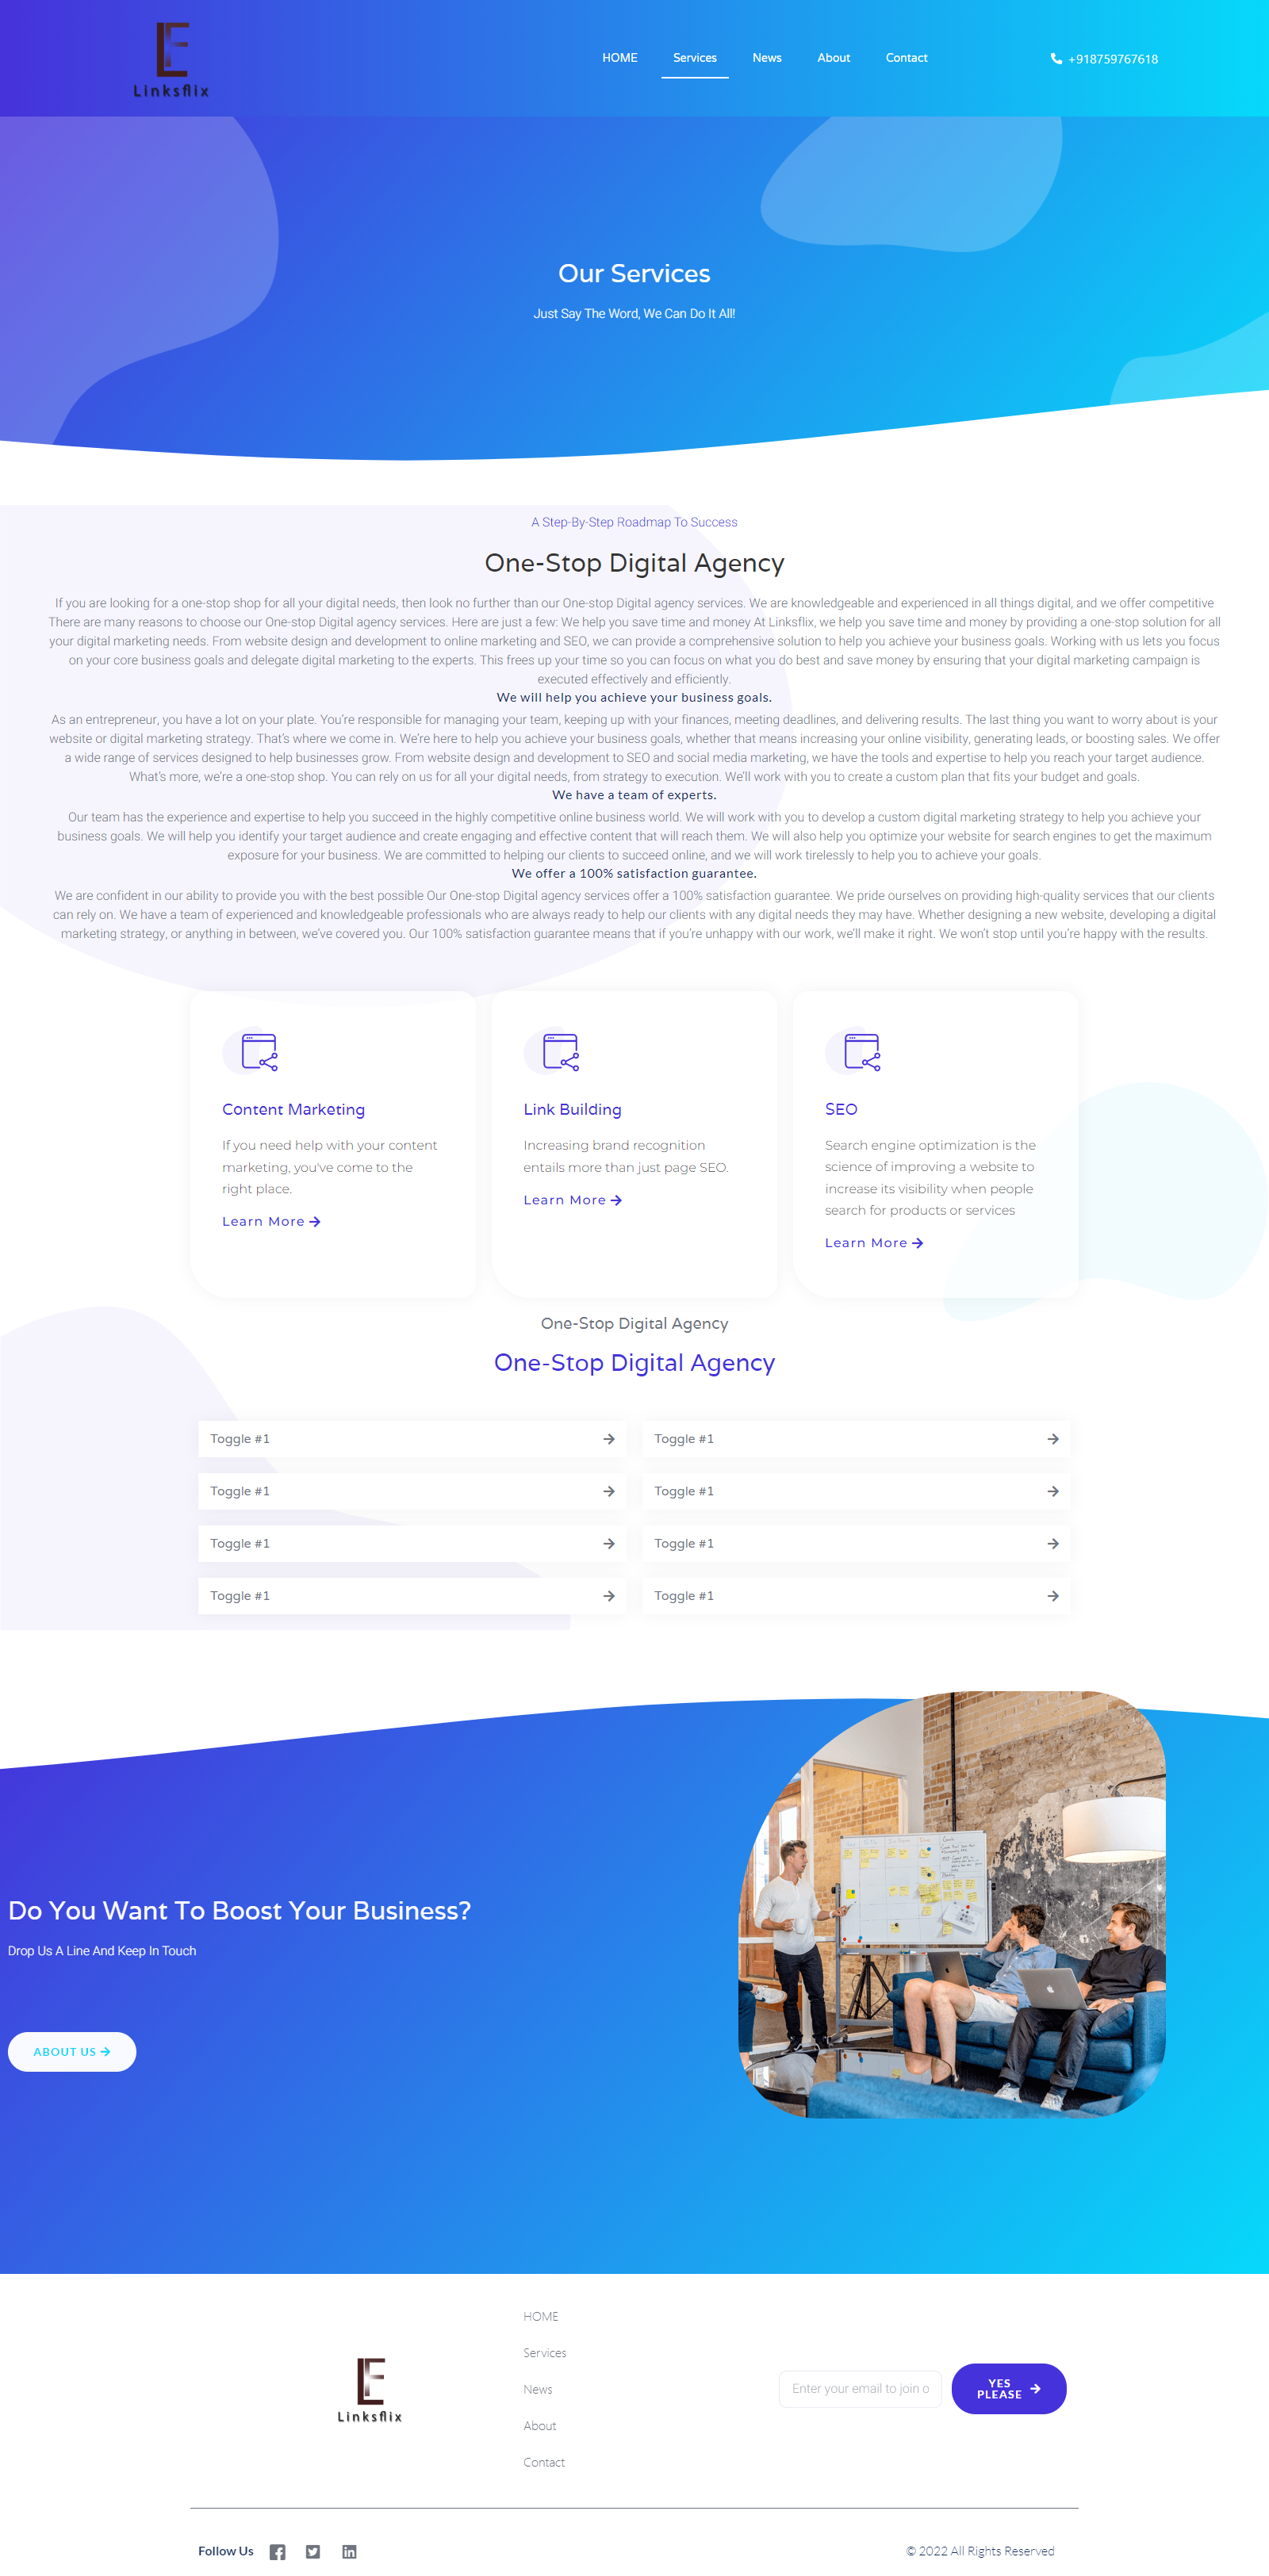 HOME
Services
News
About
Contact
+918759767618
Linksflix
Our Services
Just Say The Word, We Can Do It All!
A Step-By-Step Roadmap To Success
One-Stop Digital Agency
If you are looking for a one-stop shop for all your digital needs, then look no further than our One-stop Digital agency services. We are knowledgeable and experienced in all things digital, and we offer competitive
There are many reasons to choose our One-stop Digital agency services. Here are just a few: We help you save time and money At Linksflix, we help you save time and money by providing a one-stop solution for all
your digital marketing needs. From website design and development to online marketing and SEO, we can provide a comprehensive solution to help you achieve your business goals. Working with us lets you focus
on your core business goals and delegate digital marketing to the experts. This frees up your time so you can focus on what you do best and save money by ensuring that your digital marketing campaign is
executed effectively and efficiently.
We will help you achieve your business goals.
As an entrepreneur, you have a lot on your plate. You’re responsible for managing your team, keeping up with your finances, meeting deadlines, and delivering results. The last thing you want to worry about is your
website or digital marketing strategy. That’s where we come in. We’re here to help you achieve your business goals, whether that means increasing your online visibility, generating leads, or boosting sales. We offer
a wide range of services designed to help businesses grow. From website design and development to SEO and social media marketing, we have the tools and expertise to help you reach your target audience.
What’s more, we’re a one-stop shop. You can rely on us for all your digital needs, from strategy to execution. We’ll work with you to create a custom plan that fits your budget and goals.
We have a team of experts.
Our team has the experience and expertise to help you succeed in the highly competitive online business world. We will work with you to develop a custom digital marketing strategy to help you achieve your
business goals. We will help you identify your target audience and create engaging and effective content that will reach them. We will also help you optimize your website for search engines to get the maximum
exposure for your business. We are committed to helping our clients to succeed online, and we will work tirelessly to help you to achieve your goals.
We offer a 100% satisfaction guarantee.
We are confident in our ability to provide you with the best possible Our One-stop Digital agency services offer a 100% satisfaction guarantee. We pride ourselves on providing high-quality services that our clients
can rely on. We have a team of experienced and knowledgeable professionals who are always ready to help our clients with any digital needs they may have. Whether designing a new website, developing a digital
marketing strategy, or anything in between, we’ve covered you. Our 100% satisfaction guarantee means that if you’re unhappy with our work, we’ll make it right. We won’t stop until you’re happy with the results.
Content Marketing
If you need help with your content
marketing, you've come to the
right place.
Learn More
Link Building
Increasing brand recognition
entails more than just page SEO.
Learn More
SEO
Search engine optimization is the
science of improving a website to
increase its visibility when people
search for products or services
Learn More
One-Stop Digital Agency
One-Stop Digital Agency
Toggle #1
Toggle #1
Toggle #1
Toggle #1
Toggle #1
Toggle #1
Toggle #1
Toggle #1
Do You Want To Boost Your Business?
Drop Us A Line And Keep In Touch
ABOUT US
Linksflix
HOME
Services
News
About
Contact
Enter your email to join o
YES
PLEASE
Follow Us
© 2022 All Rights Reserved